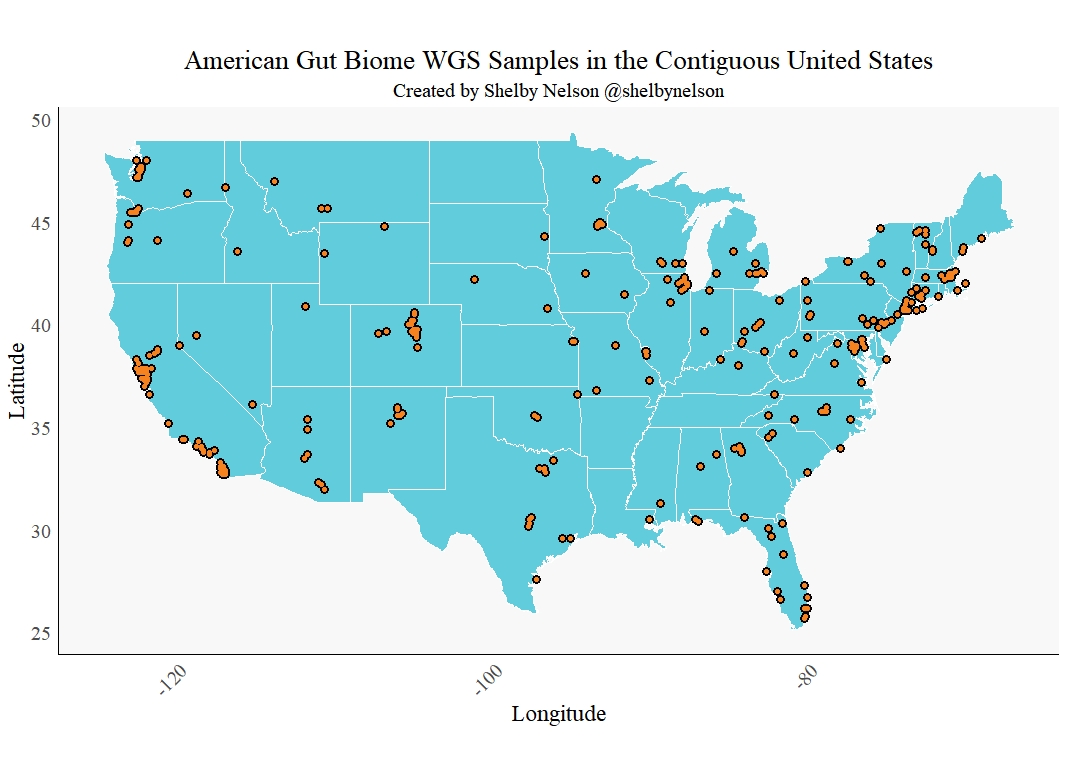 American Gut Biome WGS Samples in the Contiguous United States
Created by Shelby Nelson @shelbynelson
50
45
40
35
30
25
Latitude
-120
-100
-80
Longitude